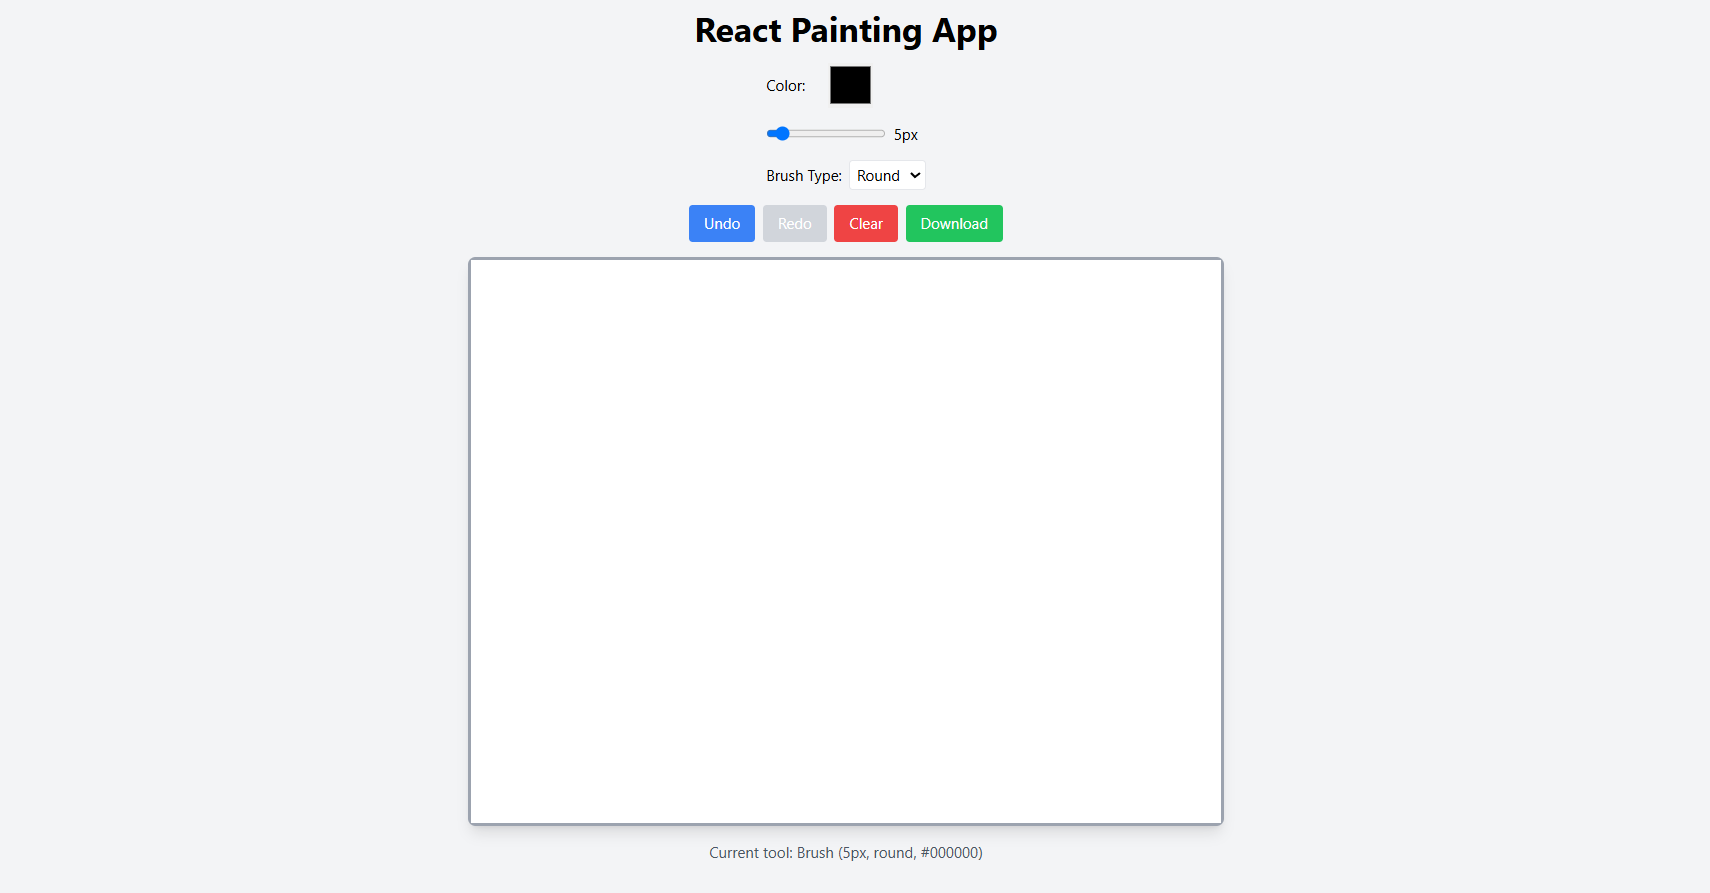 React Painting App
Color:
5px
Brush Type: Round
Undo Redo Clear Download
Current tool: Brush (5px, round, #000000)